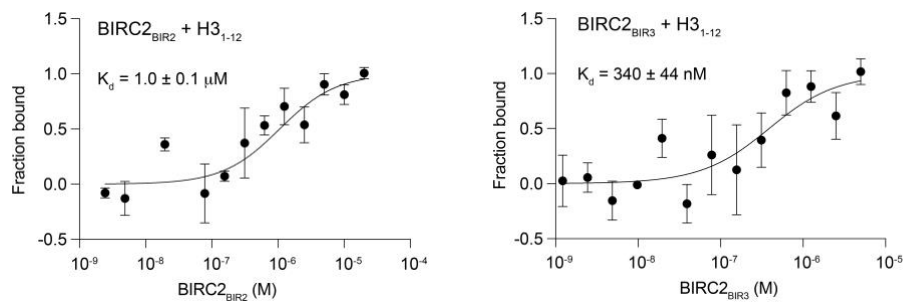 BIRC2BIR2 + H31-12
Kd = 1.0 ± 0.1 μM
Fraction bound
1.5
1.0
0.5
0.0
-0.5
10-9
10-8
10-7
10-6
10-5
10-4
BIRC2BIR2 (M)
BIRC2BIR3 + H31-12
Kd = 340 ± 44 nM
Fraction bound
1.5
1.0
0.5
0.0
-0.5
10-9
10-8
10-7
10-6
10-5
BIRC2BIR3 (M)